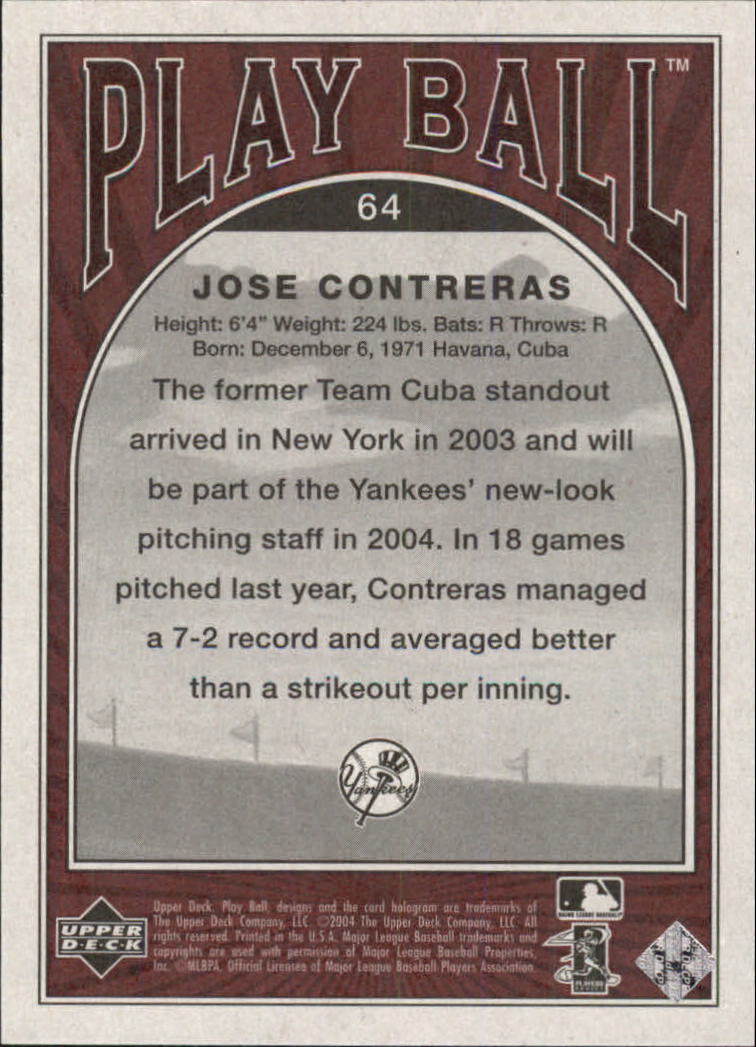 PLAY BALL™
64
JOSE CONTRERAS
Height: 6'4" Weight: 224 lbs. Bats: R Throws: R
Born: December 6, 1971 Havana, Cuba
The former Team Cuba standout
arrived in New York in 2003 and will
be part of the Yankees' new-look
pitching staff in 2004. In 18 games
pitched last year, Contreras managed
a 7-2 record and averaged better
than a strikeout per inning.
Yankees
UPPER
D·E·C·K
Upper Deck, Play Ball, designs and the card hologram are trademarks of
The Upper Deck Company, LLC. ©2004 The Upper Deck Company, LLC. All
rights reserved. Printed in the U.S.A. Major League Baseball trademarks and
copyrights are used with permission of Major League Baseball Properties,
Inc. ©MLBPA. Official Licensee of Major League Baseball Players Association.
MAJOR LEAGUE BASEBALL
PLAYERS